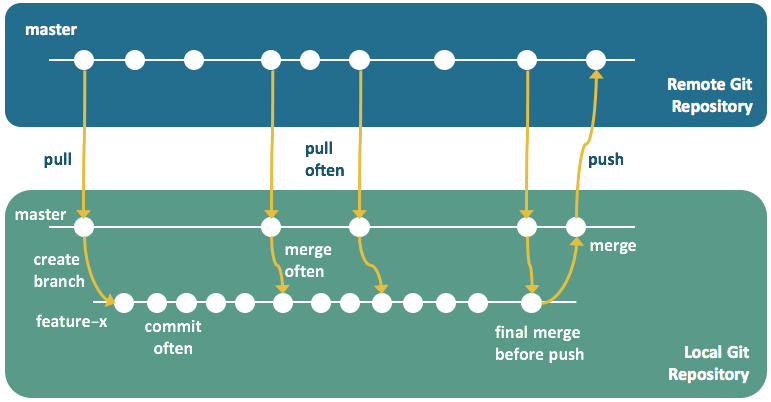 master
Remote Git
Repository
pull
pull
often
push
master
create
branch
merge
often
merge
feature–x
commit
often
final merge
before push
Local Git
Repository